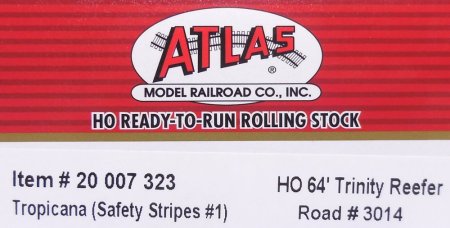 ATLAS
®
MODEL RAILROAD CO., INC.
HO READY-TO-RUN ROLLING STOCK
Item # 20 007 323
HO 64' Trinity Reefer
Tropicana (Safety Stripes #1)
Road # 3014